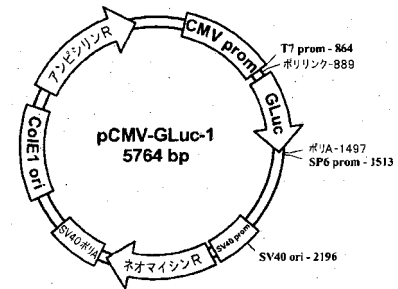 CMV prom
T7 prom - 864
ポリリンク-889
GLuc
ポリA-1497
SP6 prom - 1513
SV40 prom
SV40 ori - 2196
ネオマイシンR
SV40ポリA
ColE1 ori
アンピシリンR
pCMV-GLuc-1
5764 bp